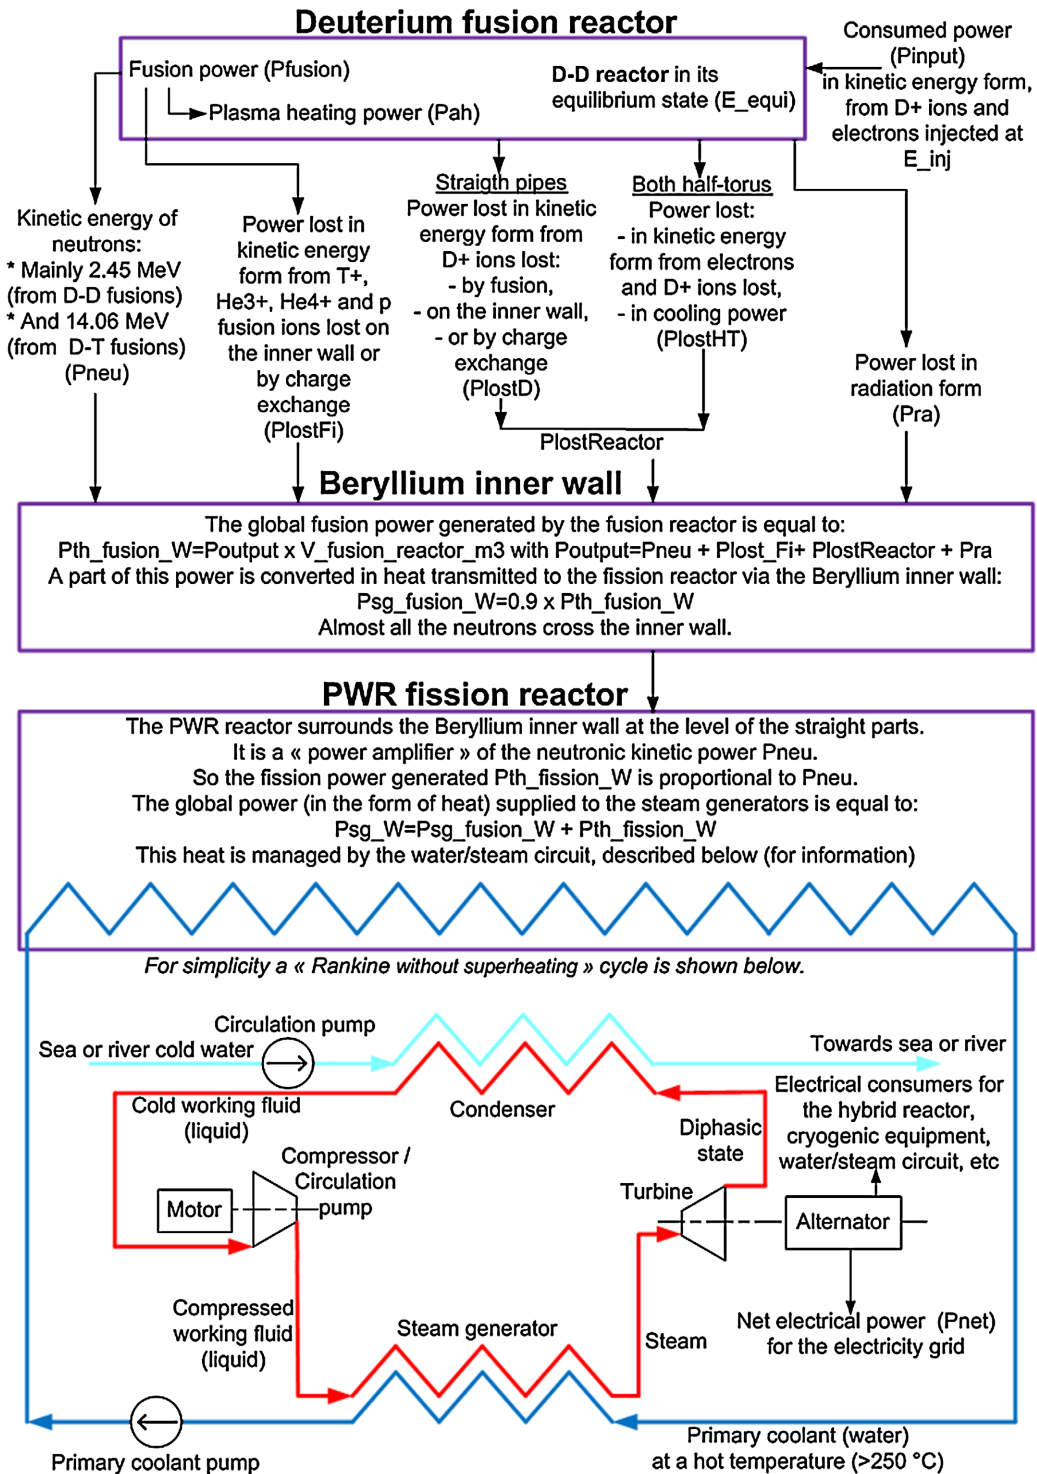 Deuterium fusion reactor
Fusion power (Pfusion)
Plasma heating power (Pah)
D-D reactor in its
equilibrium state (E_equi)
Consumed power
(Pinput)
in kinetic energy form,
from D+ ions and
electrons injected at
E_inj
Kinetic energy of
neutrons:
* Mainly 2.45 MeV
(from D-D fusions)
* And 14.06 MeV
(from D-T fusions)
(Pneu)
Power lost in
kinetic energy
form from T+,
He3+, He4+ and p
fusion ions lost on
the inner wall or
by charge
exchange
(PlostFi)
Straigth pipes
Power lost in kinetic
energy form from
D+ ions lost:
- by fusion,
- on the inner wall,
- or by charge
exchange
(PlostD)
Both half-torus
Power lost:
- in kinetic energy
form from electrons
and D+ ions lost,
- in cooling power
(PlostHT)
PlostReactor
Power lost in
radiation form
(Pra)
Beryllium inner wall
The global fusion power generated by the fusion reactor is equal to:
Pth_fusion_W=Poutput x V_fusion_reactor_m3 with Poutput=Pneu + Plost_Fi+ PlostReactor + Pra
A part of this power is converted in heat transmitted to the fission reactor via the Beryllium inner wall:
Psg_fusion_W=0.9 x Pth_fusion_W
Almost all the neutrons cross the inner wall.
PWR fission reactor
The PWR reactor surrounds the Beryllium inner wall at the level of the straight parts.
It is a « power amplifier » of the neutronic kinetic power Pneu.
So the fission power generated Pth_fission_W is proportional to Pneu.
The global power (in the form of heat) supplied to the steam generators is equal to:
Psg_W=Psg_fusion_W + Pth_fission_W
This heat is managed by the water/steam circuit, described below (for information)
For simplicity a « Rankine without superheating » cycle is shown below.
Circulation pump
Sea or river cold water
Towards sea or river
Cold working fluid
(liquid)
Condenser
Diphasic
state
Electrical consumers for
the hybrid reactor,
cryogenic equipment,
water/steam circuit, etc
Compressor /
Circulation
pump
Motor
Turbine
Alternator
Compressed
working fluid
(liquid)
Steam generator
Steam
Net electrical power (Pnet)
for the electricity grid
Primary coolant pump
Primary coolant (water)
at a hot temperature (>250 °C)